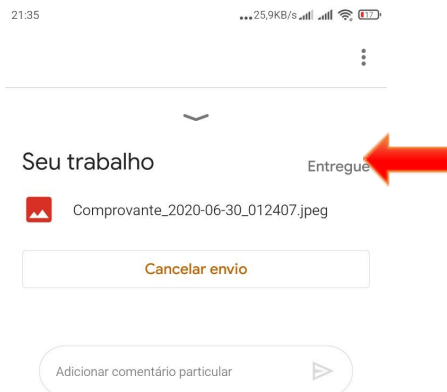 21:35
25,9KB/s
17
Seu trabalho
Entregue
Comprovante_2020-06-30_012407.jpeg
Cancelar envio
Adicionar comentário particular